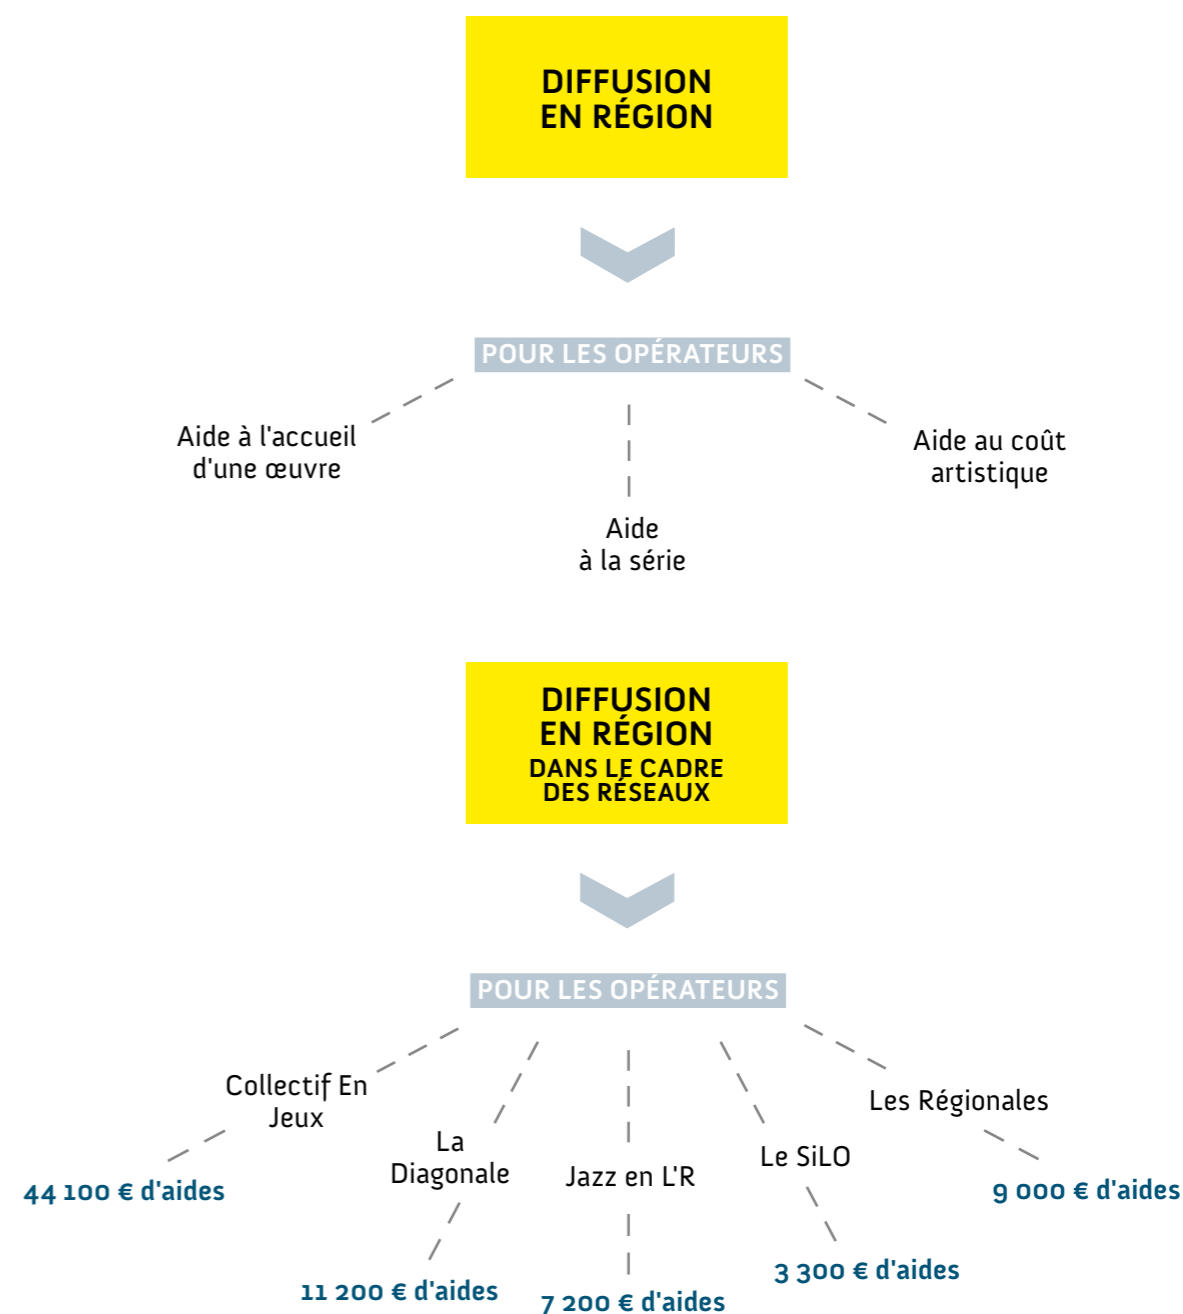 DIFFUSION
EN RÉGION
POUR LES OPÉRATEURS
Aide à l'accueil
d'une œuvre
Aide
à la série
Aide au coût
artistique
DIFFUSION
EN RÉGION
DANS LE CADRE
DES RÉSEAUX
POUR LES OPÉRATEURS
Collectif En
Jeux
44 100 € d'aides
La
Diagonale
11 200 € d'aides
Jazz en L'R
7 200 € d'aides
Le SiLO
3 300 € d'aides
Les Régionales
9 000 € d'aides